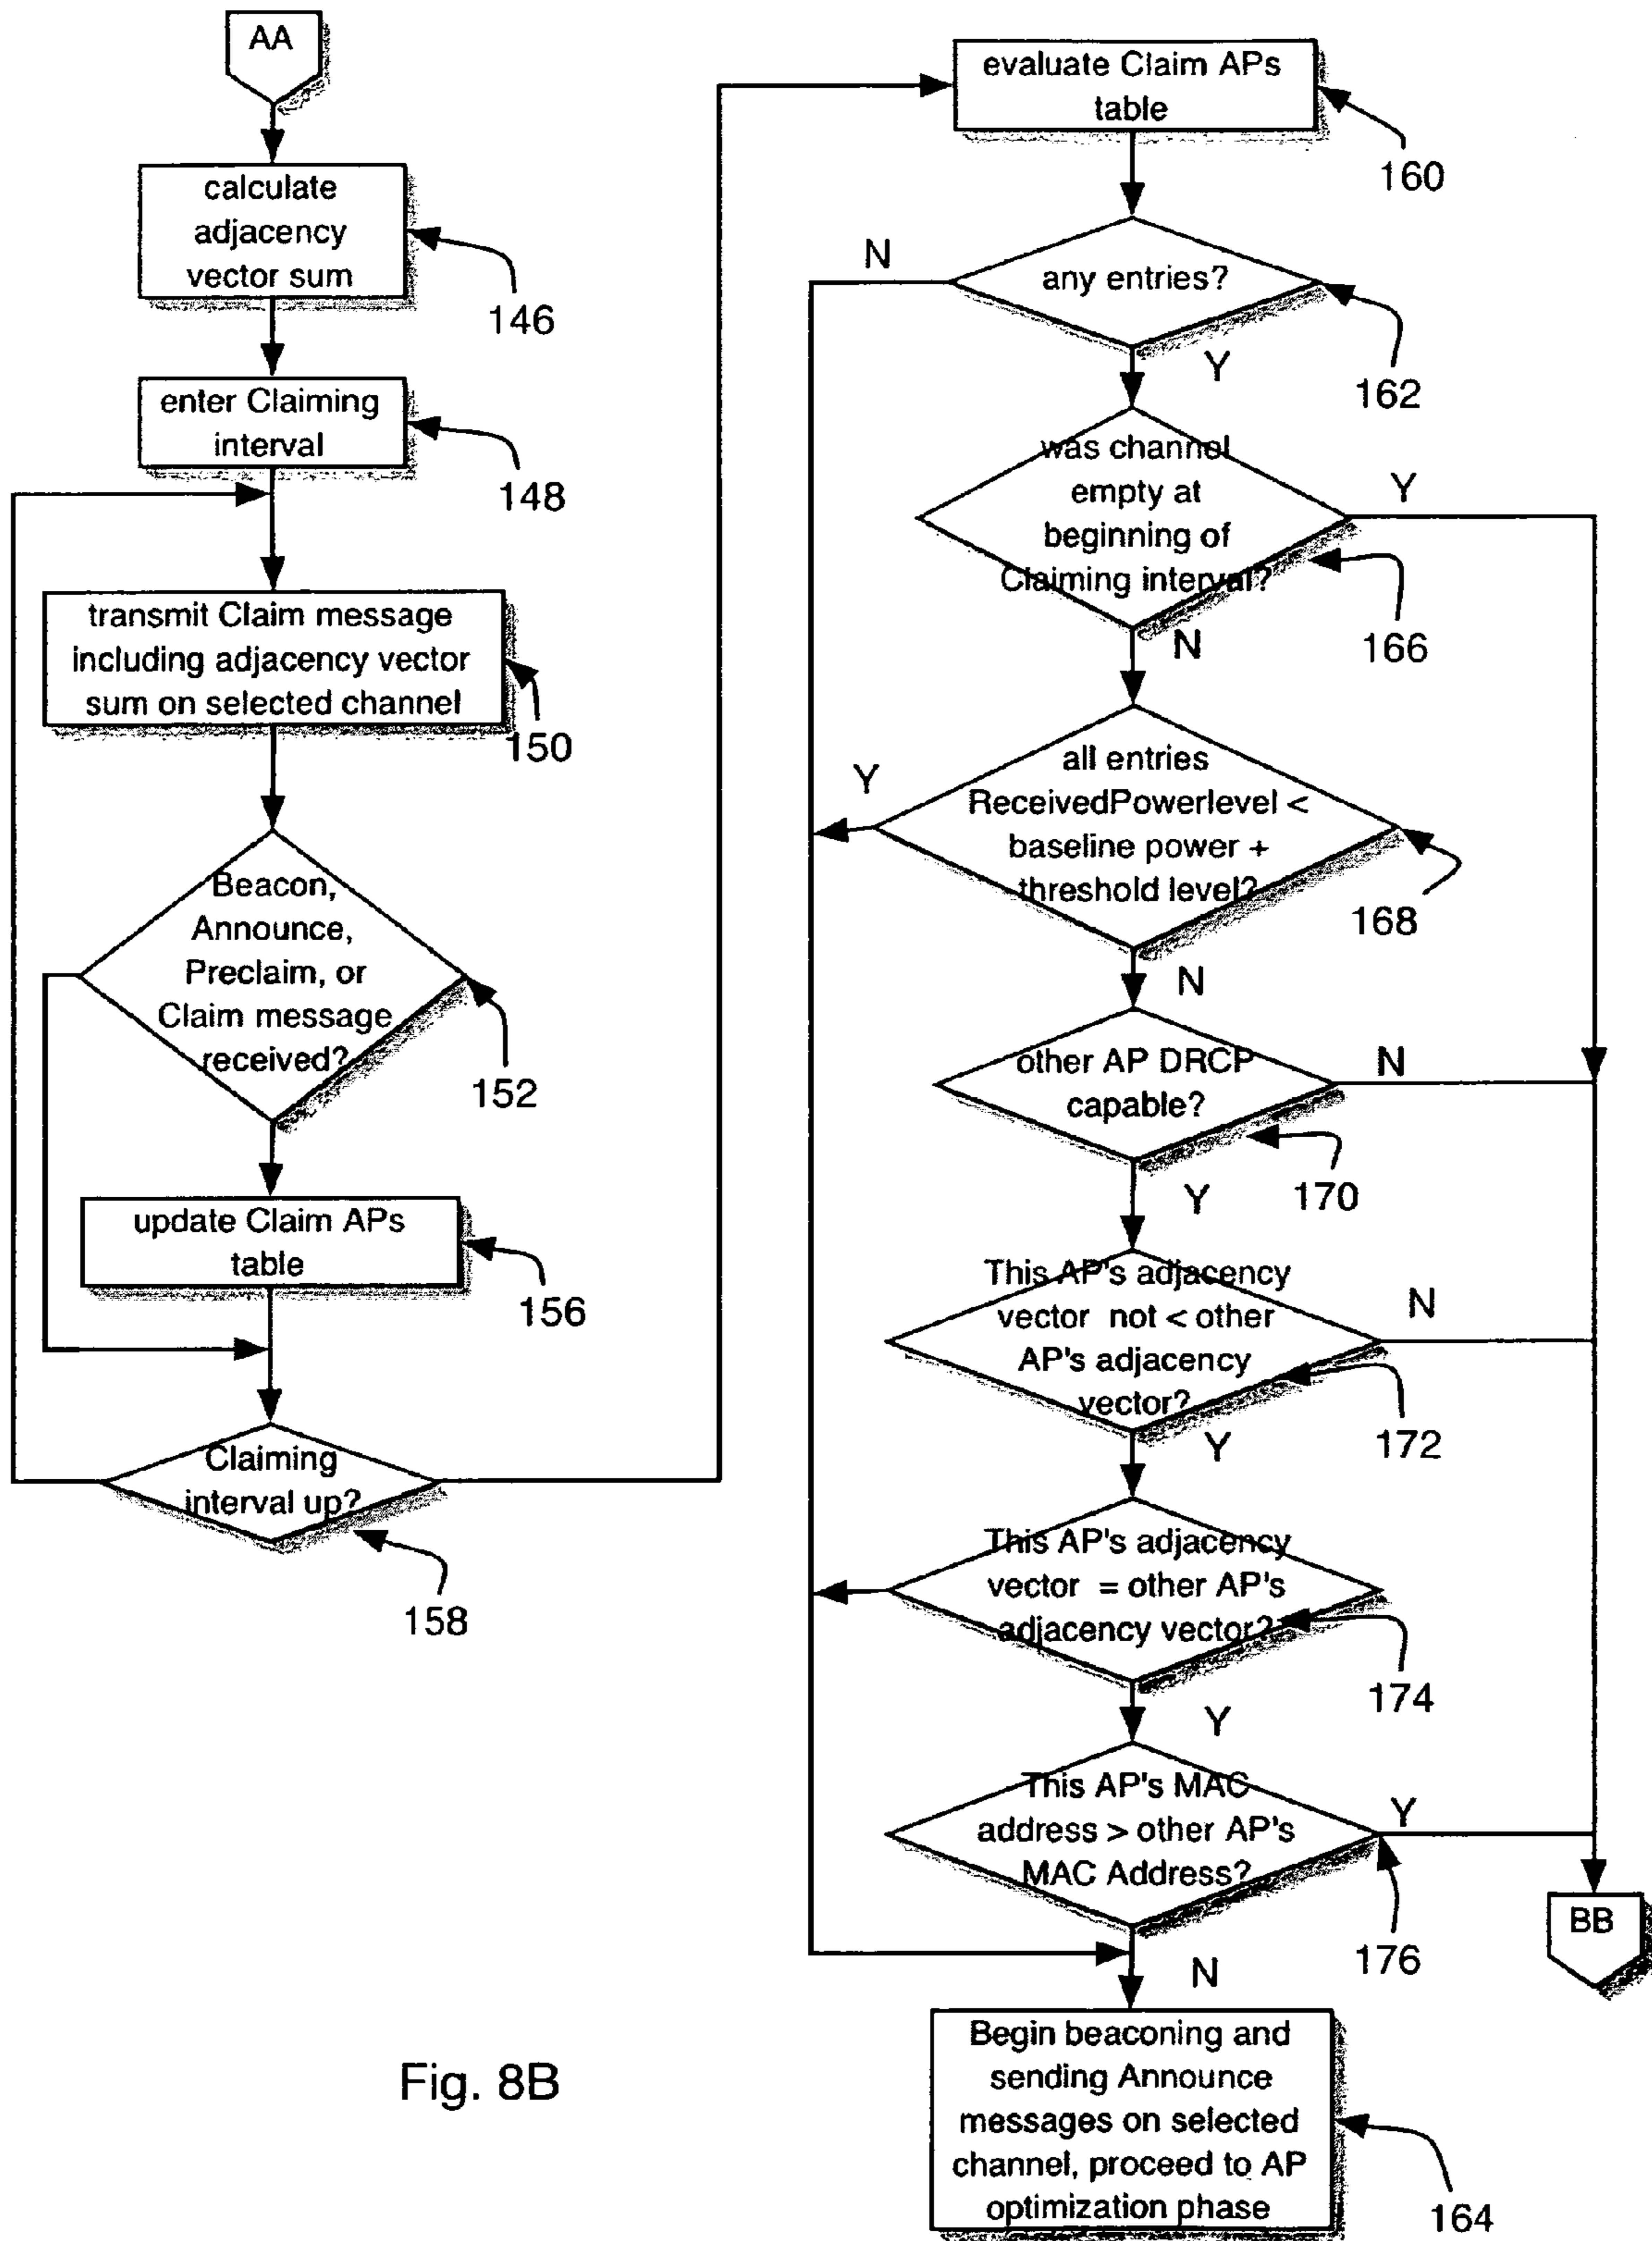 AA
calculate
adjacency
vector sum
146
enter Claiming
interval
148
transmit Claim message
including adjacency vector
sum on selected channel
150
Beacon,
Announce,
Preclaim, or
Claim message
received?
152
update Claim APs
table
156
Claiming
interval up?
158
evaluate Claim APs
table
160
any entries?
N
Y
162
was channel
empty at
beginning of
Claiming interval?
Y
N
166
all entries
ReceivedPowerlevel <
baseline power +
threshold level?
Y
N
168
other AP DRCP
capable?
N
Y
170
This AP's adjacency
vector not < other
AP's adjacency
vector?
N
Y
172
This AP's adjacency
vector = other AP's
adjacency vector?
Y
174
This AP's MAC
address > other AP's
MAC Address?
Y
N
176
BB
Begin beaconing and
sending Announce
messages on selected
channel, proceed to AP
optimization phase
164
Fig. 8B